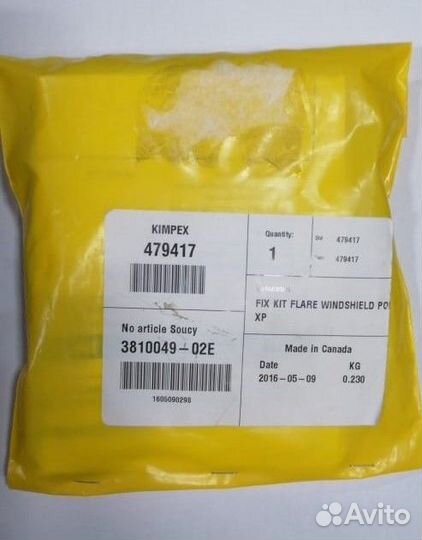 KIMPEX
479417
Quantity:
1
479417
479417
FIX KIT FLARE WINDSHIELD
XP
No article Soucy
3810049-02E
1605090298
Made in Canada
Date KG
2016-05-09 0.230
Avito